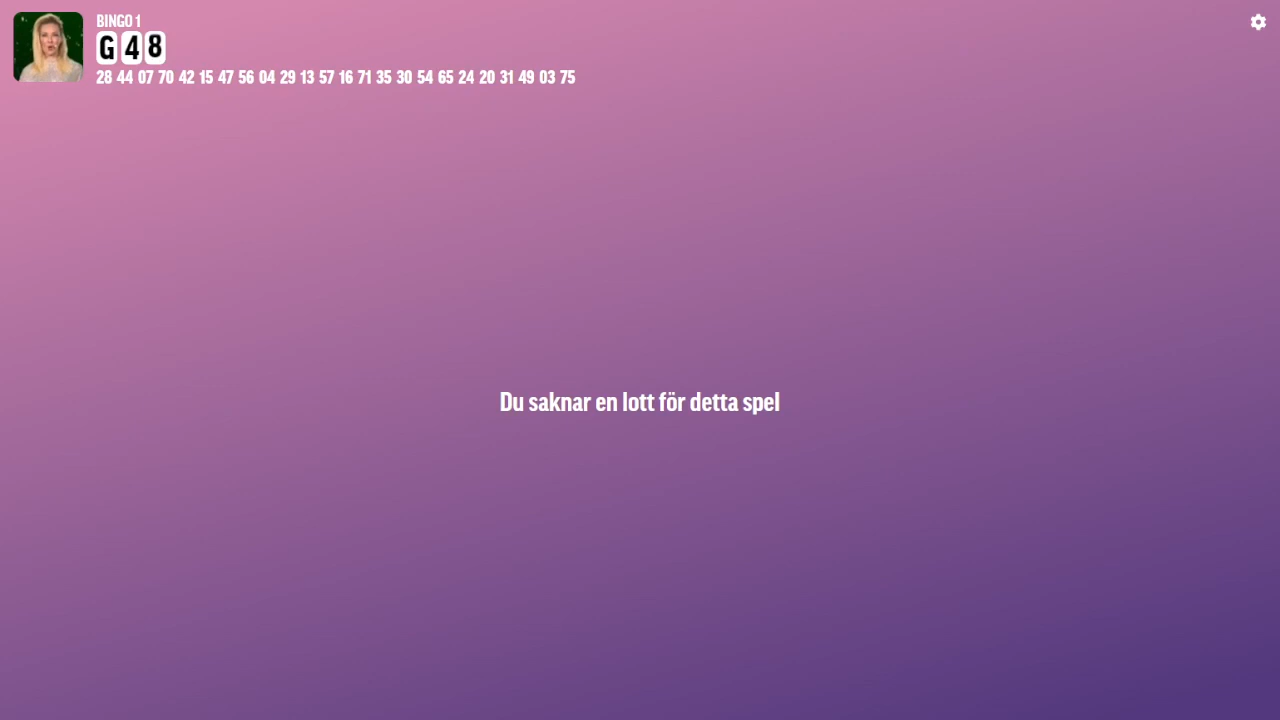 BINGO 1
G 4 8
28 44 07 70 42 15 47 56 04 29 13 57 16 71 35 30 54 65 24 20 31 49 03 75
Du saknar en lott för detta spel